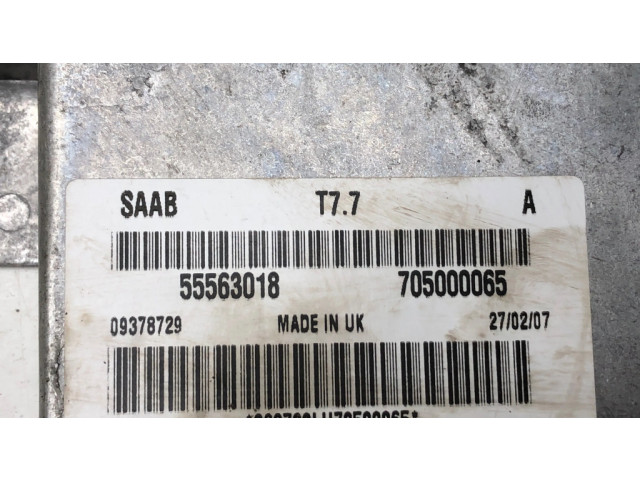 SAAB T7.7 A
55563018 705000065
09378729 MADE IN UK 27/02/07